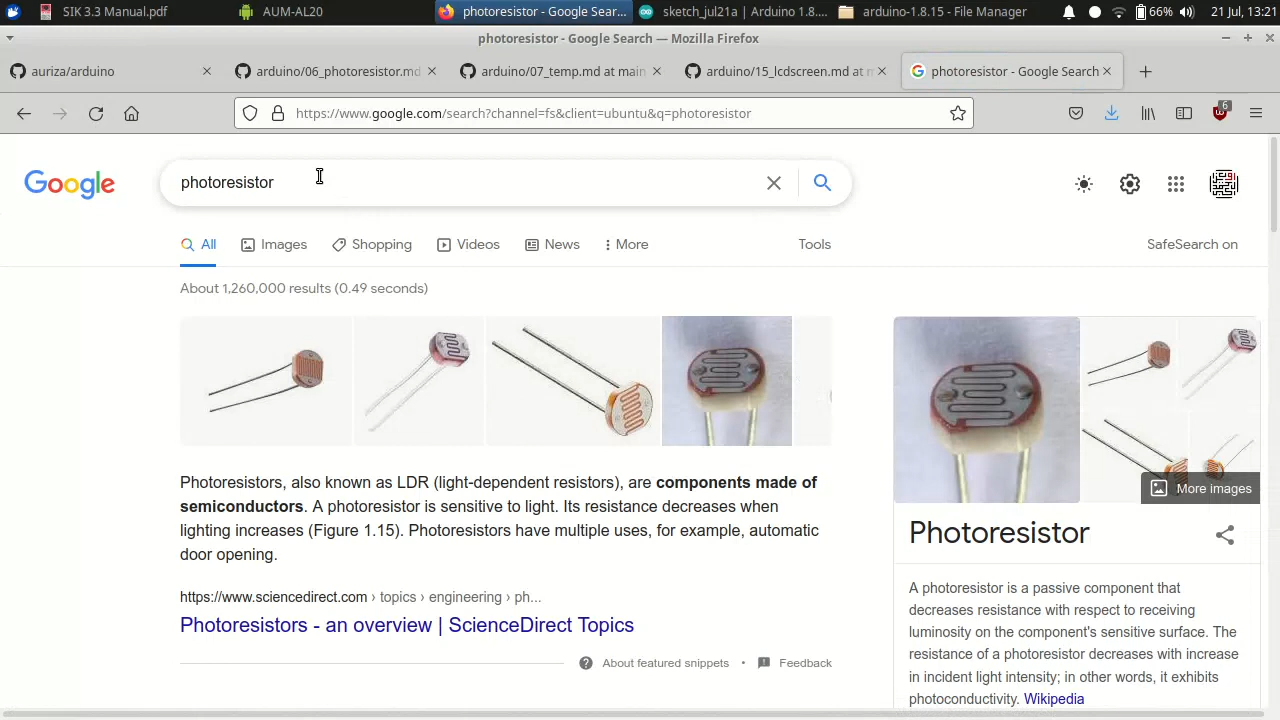 SIK 3.3 Manual.pdf
AUM-AL20
photoresistor - Google Sear...
sketch_jul21a | Arduino 1.8....
arduino-1.8.15 - File Manager
66%
21 Jul, 13:21
photoresistor - Google Search — Mozilla Firefox
auriza/arduino
arduino/06_photoresistor.md
arduino/07_temp.md at main
arduino/15_lcdscreen.md at m
photoresistor - Google Search
https://www.google.com/search?channel=fs&client=ubuntu&q=photoresistor
6
Google
photoresistor
All
Images
Shopping
Videos
News
More
Tools
SafeSearch on
About 1,260,000 results (0.49 seconds)
Photoresistors, also known as LDR (light-dependent resistors), are components made of
semiconductors. A photoresistor is sensitive to light. Its resistance decreases when
lighting increases (Figure 1.15). Photoresistors have multiple uses, for example, automatic
door opening.
https://www.sciencedirect.com › topics › engineering › ph...
Photoresistors - an overview | ScienceDirect Topics
About featured snippets • Feedback
More images
Photoresistor
A photoresistor is a passive component that
decreases resistance with respect to receiving
luminosity on the component's sensitive surface. The
resistance of a photoresistor decreases with increase
in incident light intensity; in other words, it exhibits
photoconductivity. Wikipedia